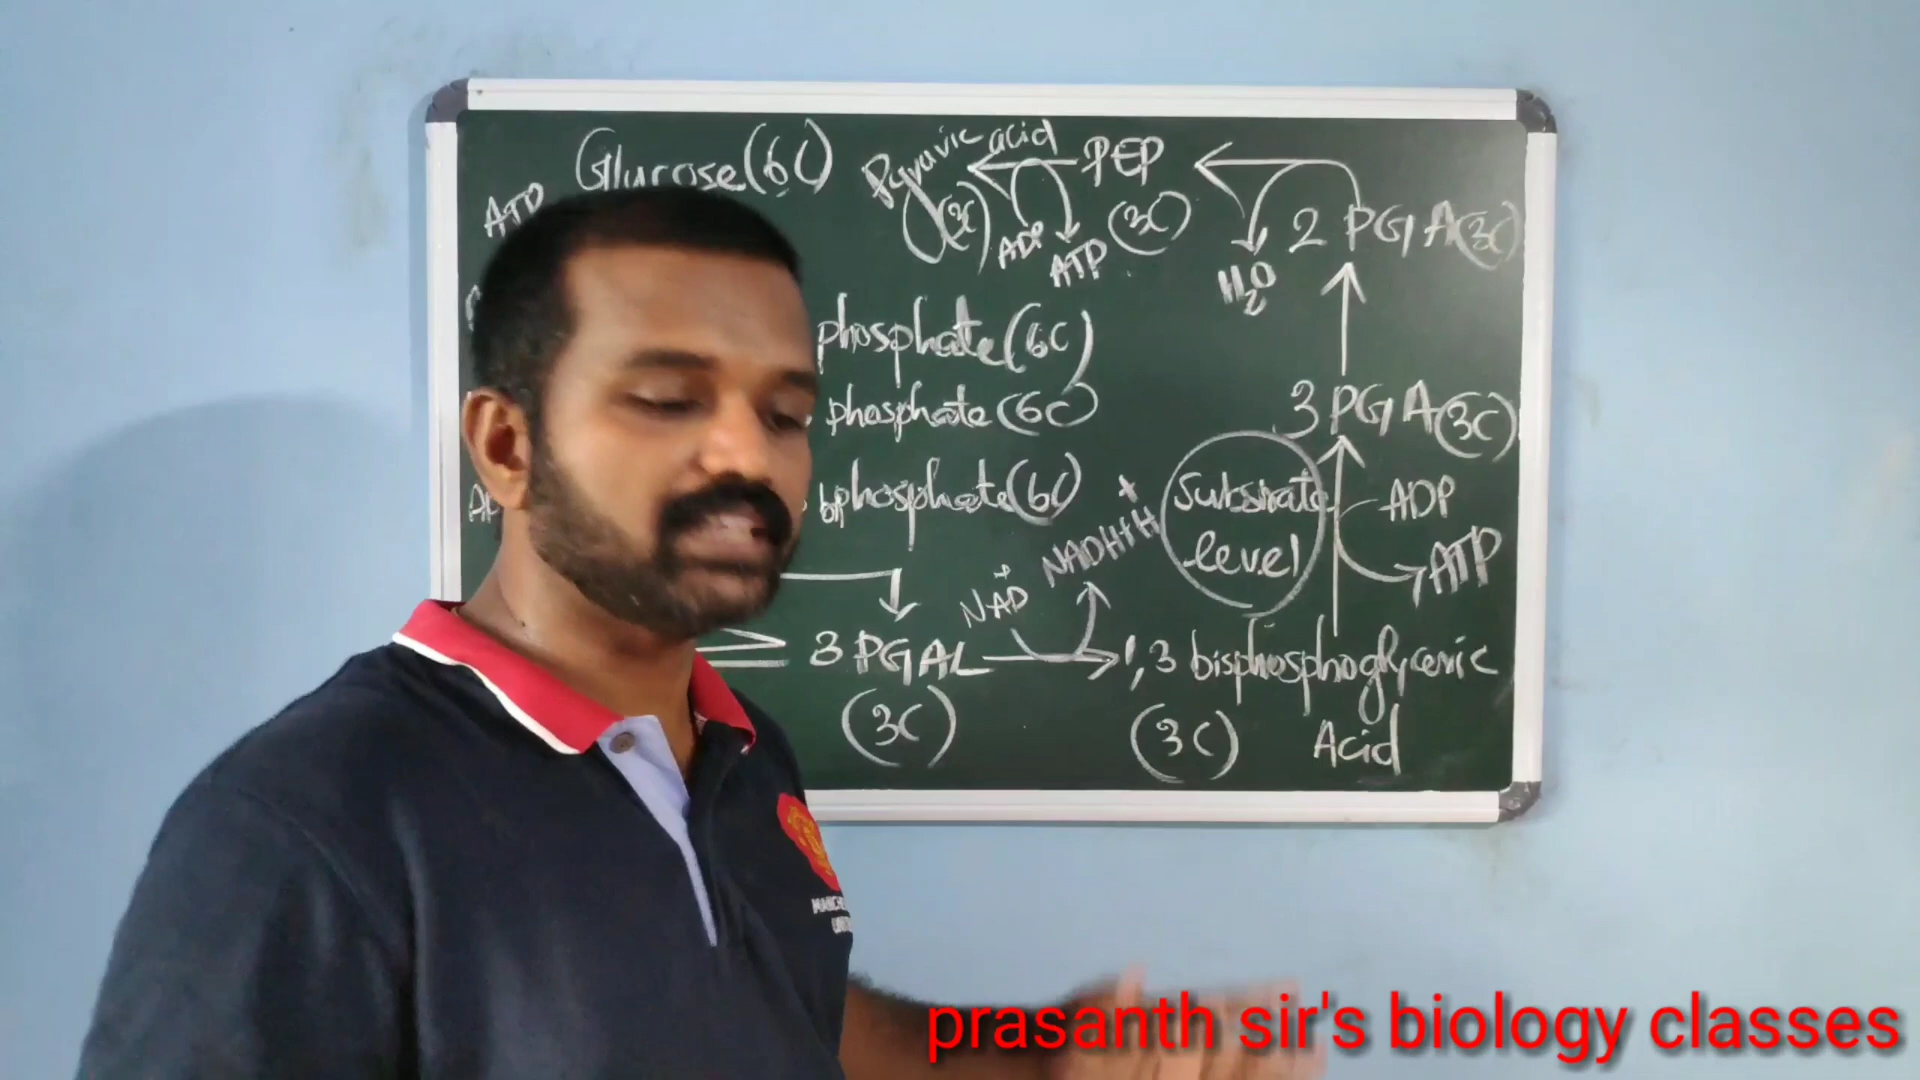 Glucose(6C)
Pyruvic acid
(3C)
PEP
(3C)
ADP
ATP
H2O
2 PGA(3C)
ATP
phosphate(6C)
phosphate(6C)
3 PGA(3C)
bi phosphate(6C)
Substrate
level
ADP
ATP
NAD+
NADH+H+
3 PGAL
(3C)
1,3 bisphosphoglyceric
Acid
(3C)
prasanth sir's biology classes